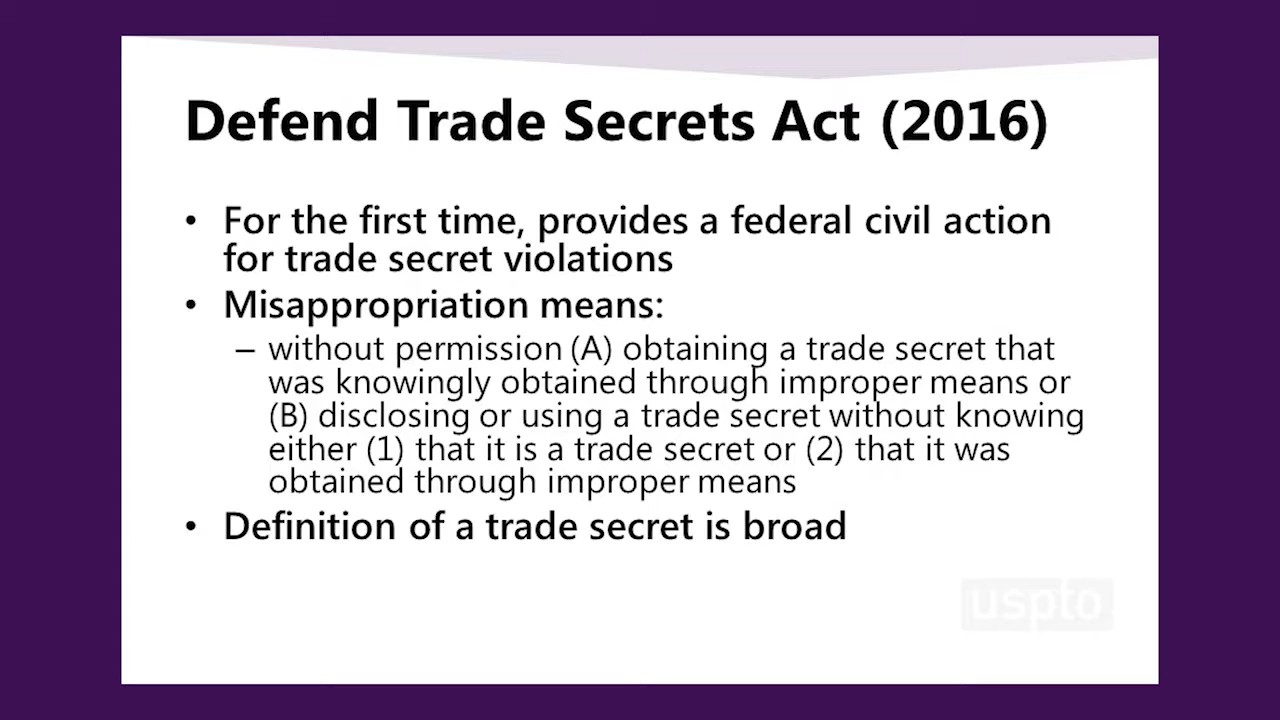 Defend Trade Secrets Act (2016)
• For the first time, provides a federal civil action
for trade secret violations
• Misappropriation means:
– without permission (A) obtaining a trade secret that
was knowingly obtained through improper means or
(B) disclosing or using a trade secret without knowing
either (1) that it is a trade secret or (2) that it was
obtained through improper means
• Definition of a trade secret is broad
uspto